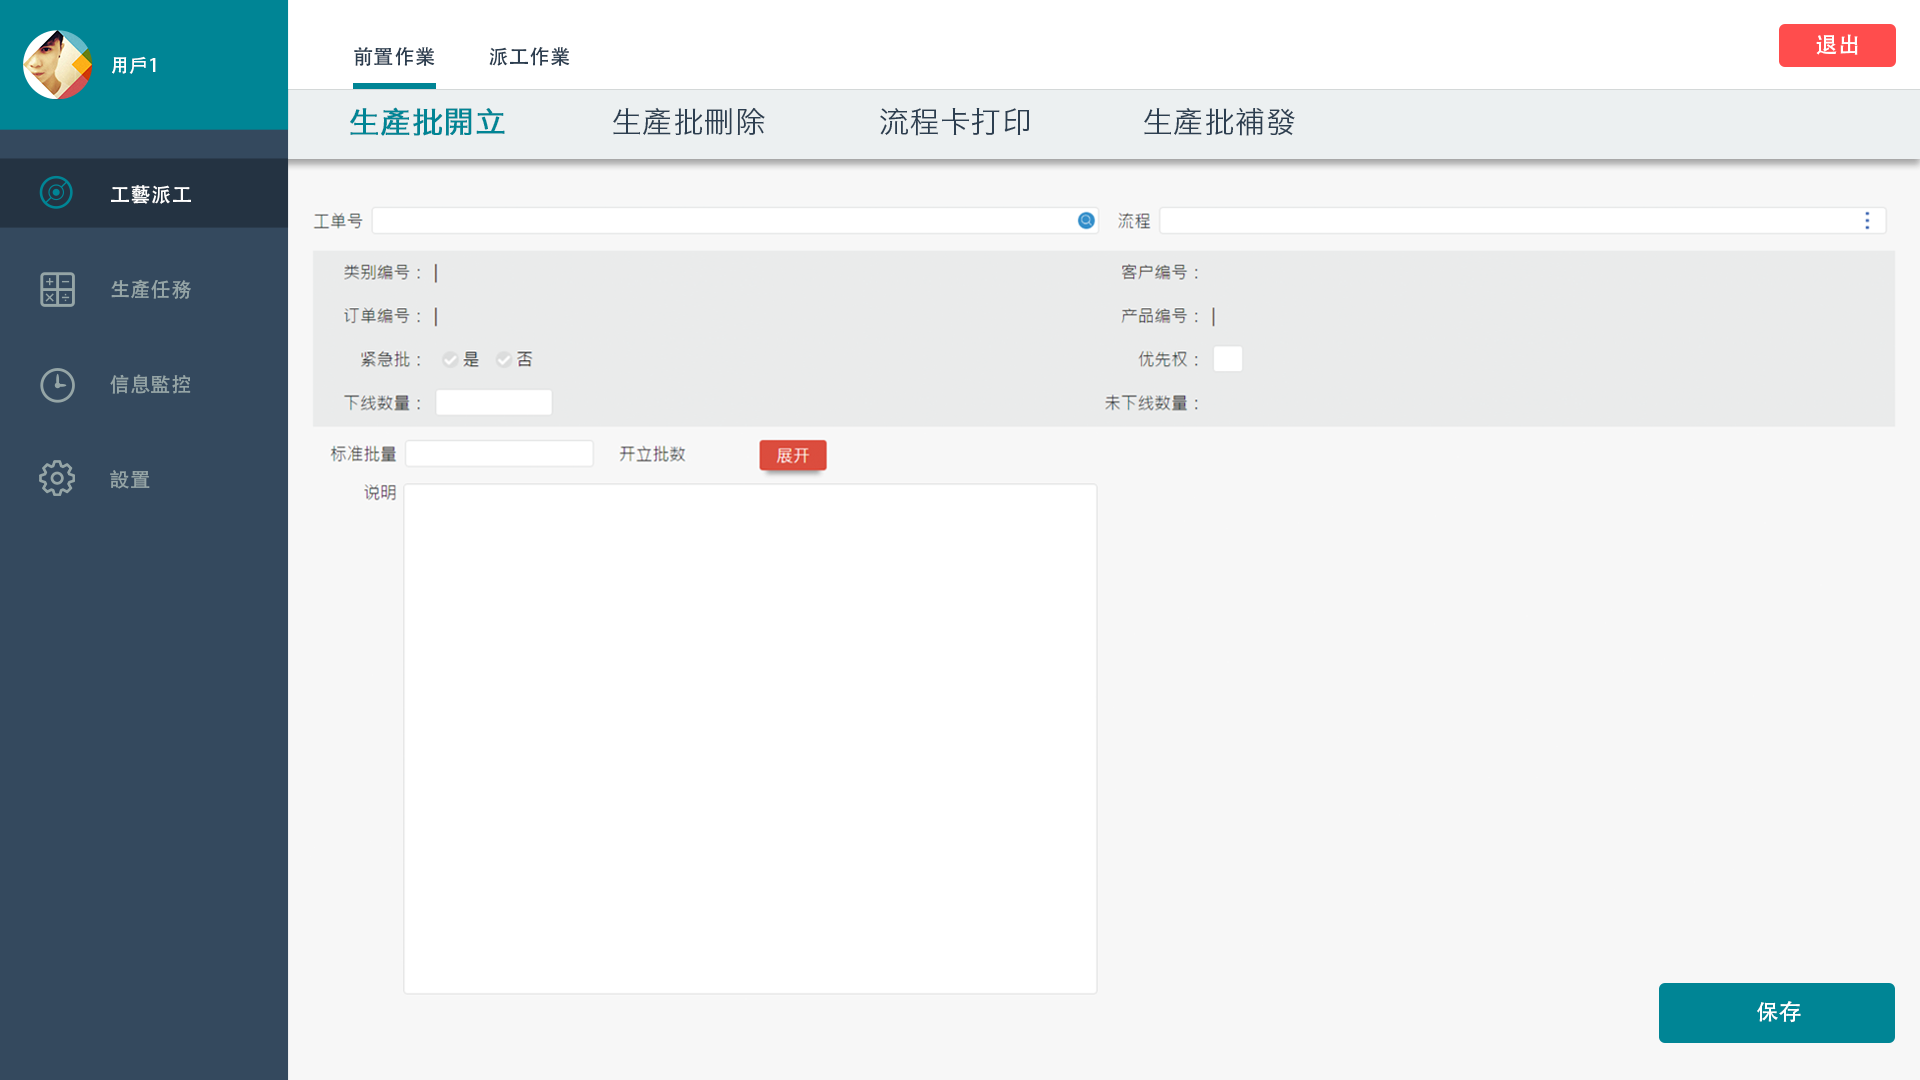 用戶1
工藝派工
生產任務
信息監控
設置
前置作業 派工作業
退出
生產批開立 生產批刪除 流程卡打印 生產批補發
工单号 流程
类别编号： | 客户编号：
订单编号： | 产品编号： |
紧急批： 是 否 优先权：
下线数量： 未下线数量：
标准批量 开立批数 展开
说明
保存